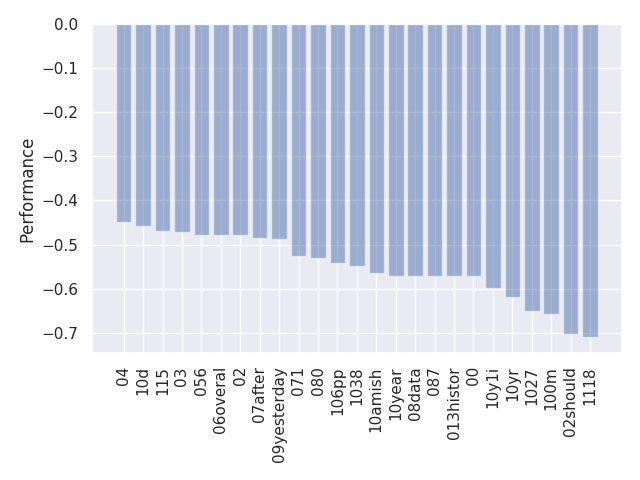 0.0
−0.1
−0.2
−0.3
−0.4
−0.5
−0.6
−0.7
Performance
04
10d
115
03
056
06overal
02
07after
09yesterday
071
080
106pp
1038
10amish
10year
08data
087
013histor
00
10y1i
10yr
1027
100m
02should
1118